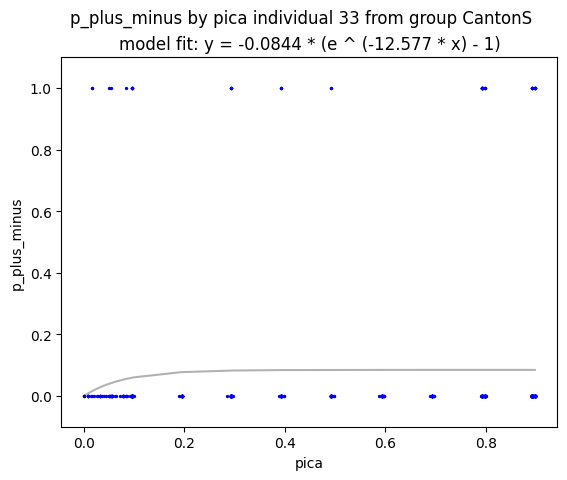 p_plus_minus by pica individual 33 from group CantonS
model fit: y = -0.0844 * (e ^ (-12.577 * x) - 1)
1.0
0.8
0.6
0.4
0.2
0.0
p_plus_minus
0.0 0.2 0.4 0.6 0.8
pica